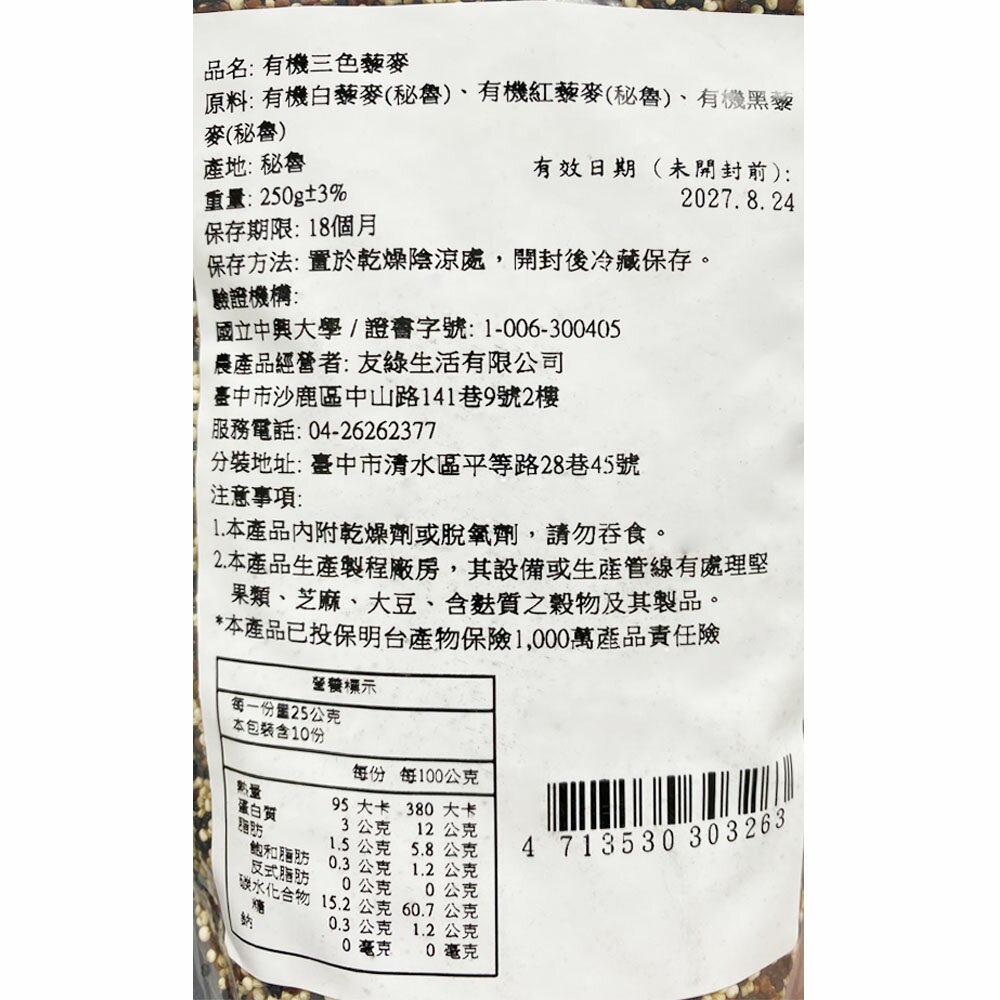 品名: 有機三色藜麥
原料: 有機白藜麥(秘魯)、有機紅藜麥(秘魯)、有機黑藜
麥(秘魯)
產地: 秘魯
重量: 250g±3%
有效日期（未開封前）:
2027.8.24
保存期限: 18個月
保存方法: 置於乾燥陰涼處，開封後冷藏保存。
驗證機構:
國立中興大學 / 證書字號: 1-006-300405
農產品經營者: 友綠生活有限公司
臺中市沙鹿區中山路141巷9號2樓
服務電話: 04-26262377
分裝地址: 臺中市清水區平等路28巷45號
注意事項:
1.本產品內附乾燥劑或脫氧劑，請勿吞食。
2.本產品生產製程廠房，其設備或生產管線有處理堅
果類、芝麻、大豆、含麩質之穀物及其製品。
*本產品已投保明台產物保險1,000萬產品責任險
營養標示
每一份量25公克
本包裝含10份
每份 每100公克
熱量 95 大卡 380 大卡
蛋白質 3 公克 12 公克
脂肪 1.5 公克 5.8 公克
飽和脂肪 0.3 公克 1.2 公克
反式脂肪 0 公克 0 公克
碳水化合物 15.2 公克 60.7 公克
糖 0.3 公克 1.2 公克
鈉 0 毫克 0 毫克
4 713530 303263